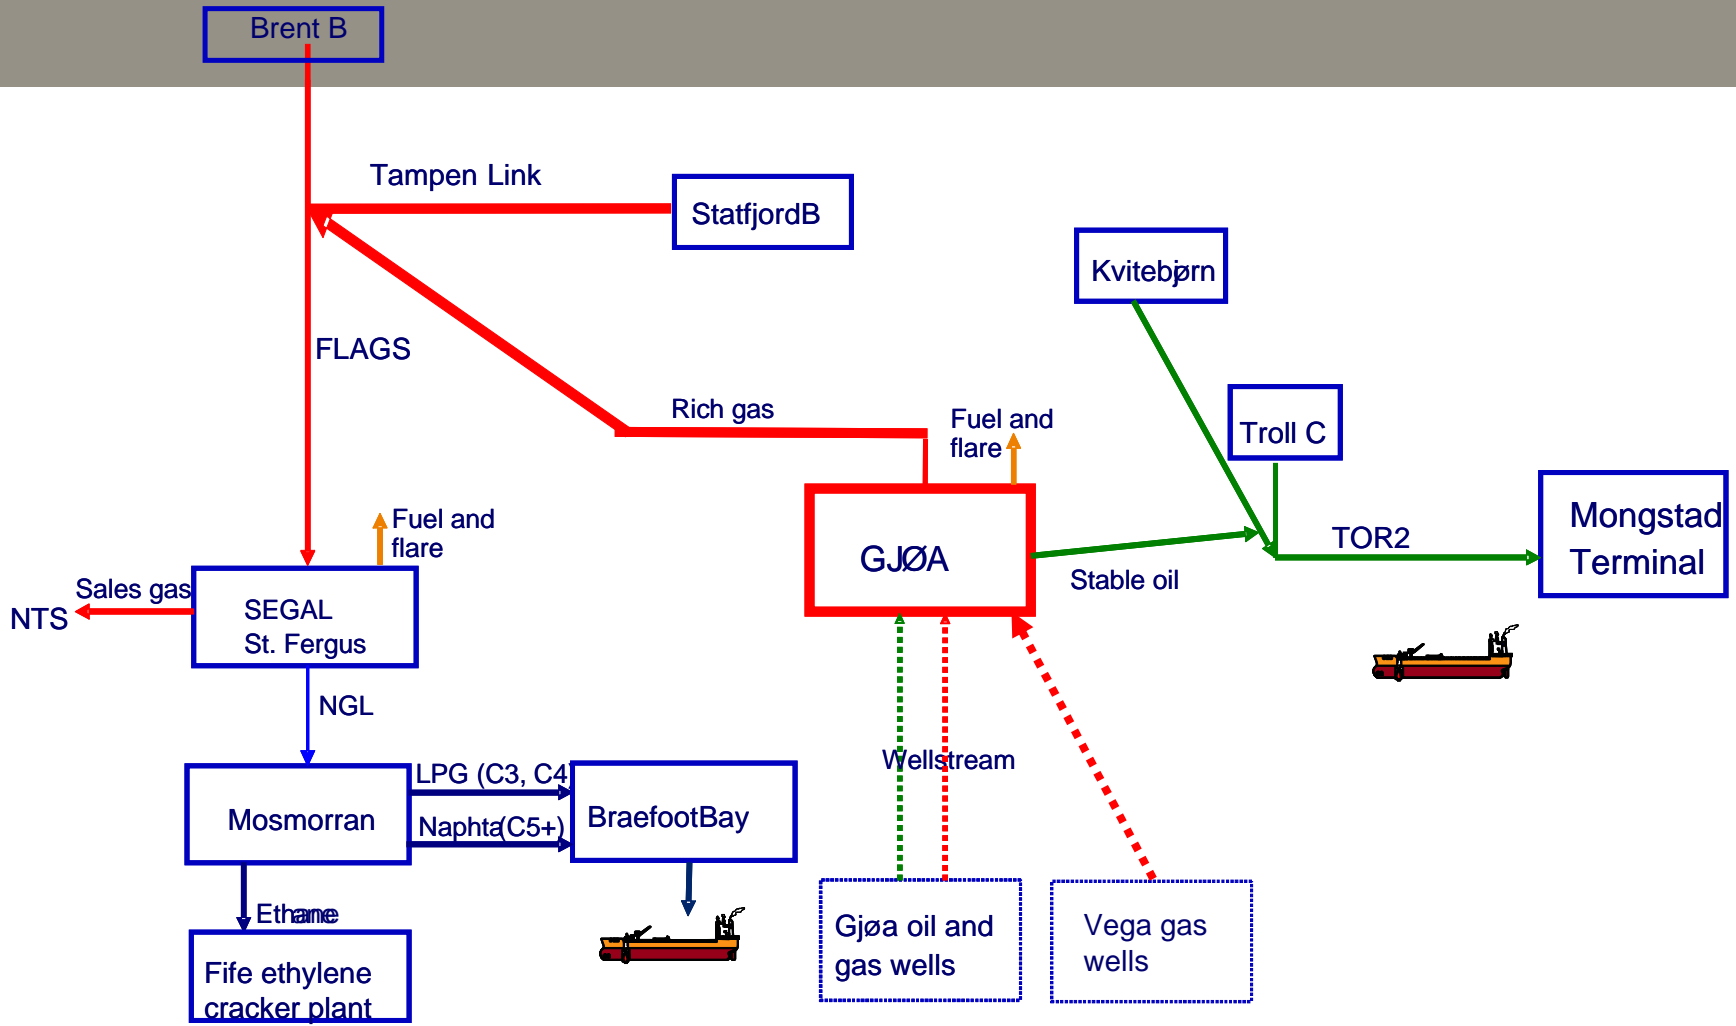 Brent B
Tampen Link
StatfjordB
Kvitebjørn
FLAGS
Rich gas
Fuel and
flare
Troll C
Mongstad
Terminal
Fuel and
flare
GJØA
TOR2
Stable oil
Sales gas
NTS
SEGAL
St. Fergus
NGL
Wellstream
LPG (C3, C4)
Mosmorran
Naphta(C5+)
BraefootBay
Ethane
Gjøa oil and
gas wells
Vega gas
wells
Fife ethylene
cracker plant